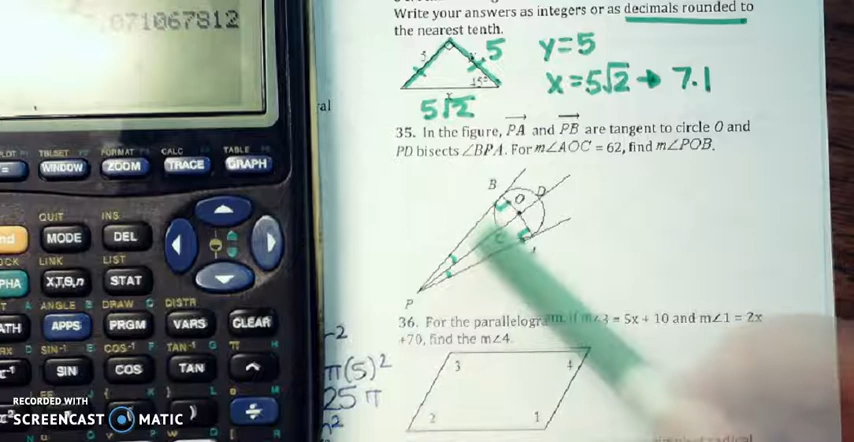 .071067812
Write your answers as integers or as decimals rounded to
the nearest tenth.
5
5
45°
x
5√2
y=5
x=5√2 → 7.1
al
35. In the figure, PA and PB are tangent to circle O and
PD bisects ∠BPA. For m∠AOC = 62, find m∠POB.
B
D
O
C
P
36. For the parallelogram, if m∠3 = 5x + 10 and m∠1 = 2x
+70, find the m∠4.
3
4
2
1
π(5)²
25π
TBLSET
FORMAT
CALC
TABLE
WINDOW
ZOOM
TRACE
GRAPH
QUIT
INS
MODE
DEL
LINK
LIST
X,T,θ,n
STAT
ANGLE
DRAW
DISTR
APPS
PRGM
VARS
CLEAR
SIN⁻¹
COS⁻¹
TAN⁻¹
π
SIN
COS
TAN
^
÷
RECORDED WITH
SCREENCAST MATIC